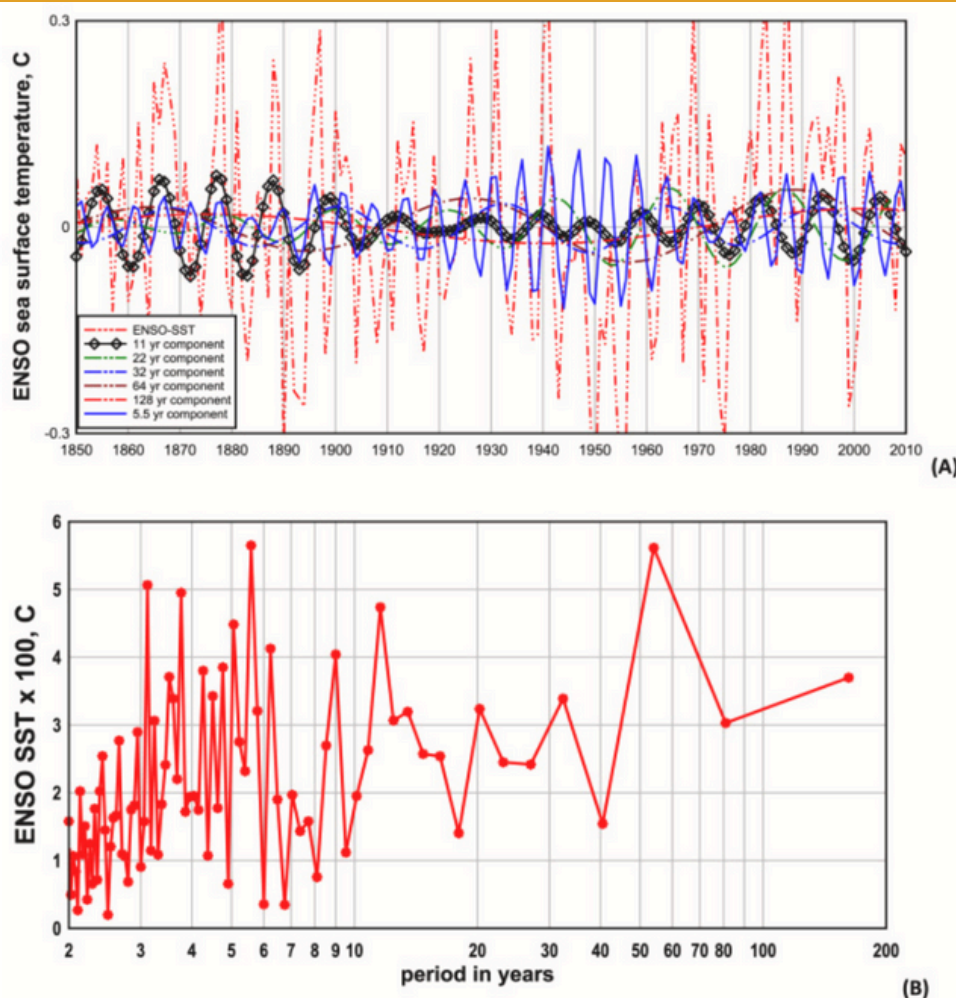 ENSO sea surface temperature, C
0.3
0
-0.3
ENSO-SST
11 yr component
22 yr component
32 yr component
64 yr component
128 yr component
5.5 yr component
1850 1860 1870 1880 1890 1900 1910 1920 1930 1940 1950 1960 1970 1980 1990 2000 2010
(A)
ENSO SST x 100, C
6
5
4
3
2
1
0
2 3 4 5 6 7 8 9 10 20 30 40 50 60 70 80 100 200
period in years
(B)